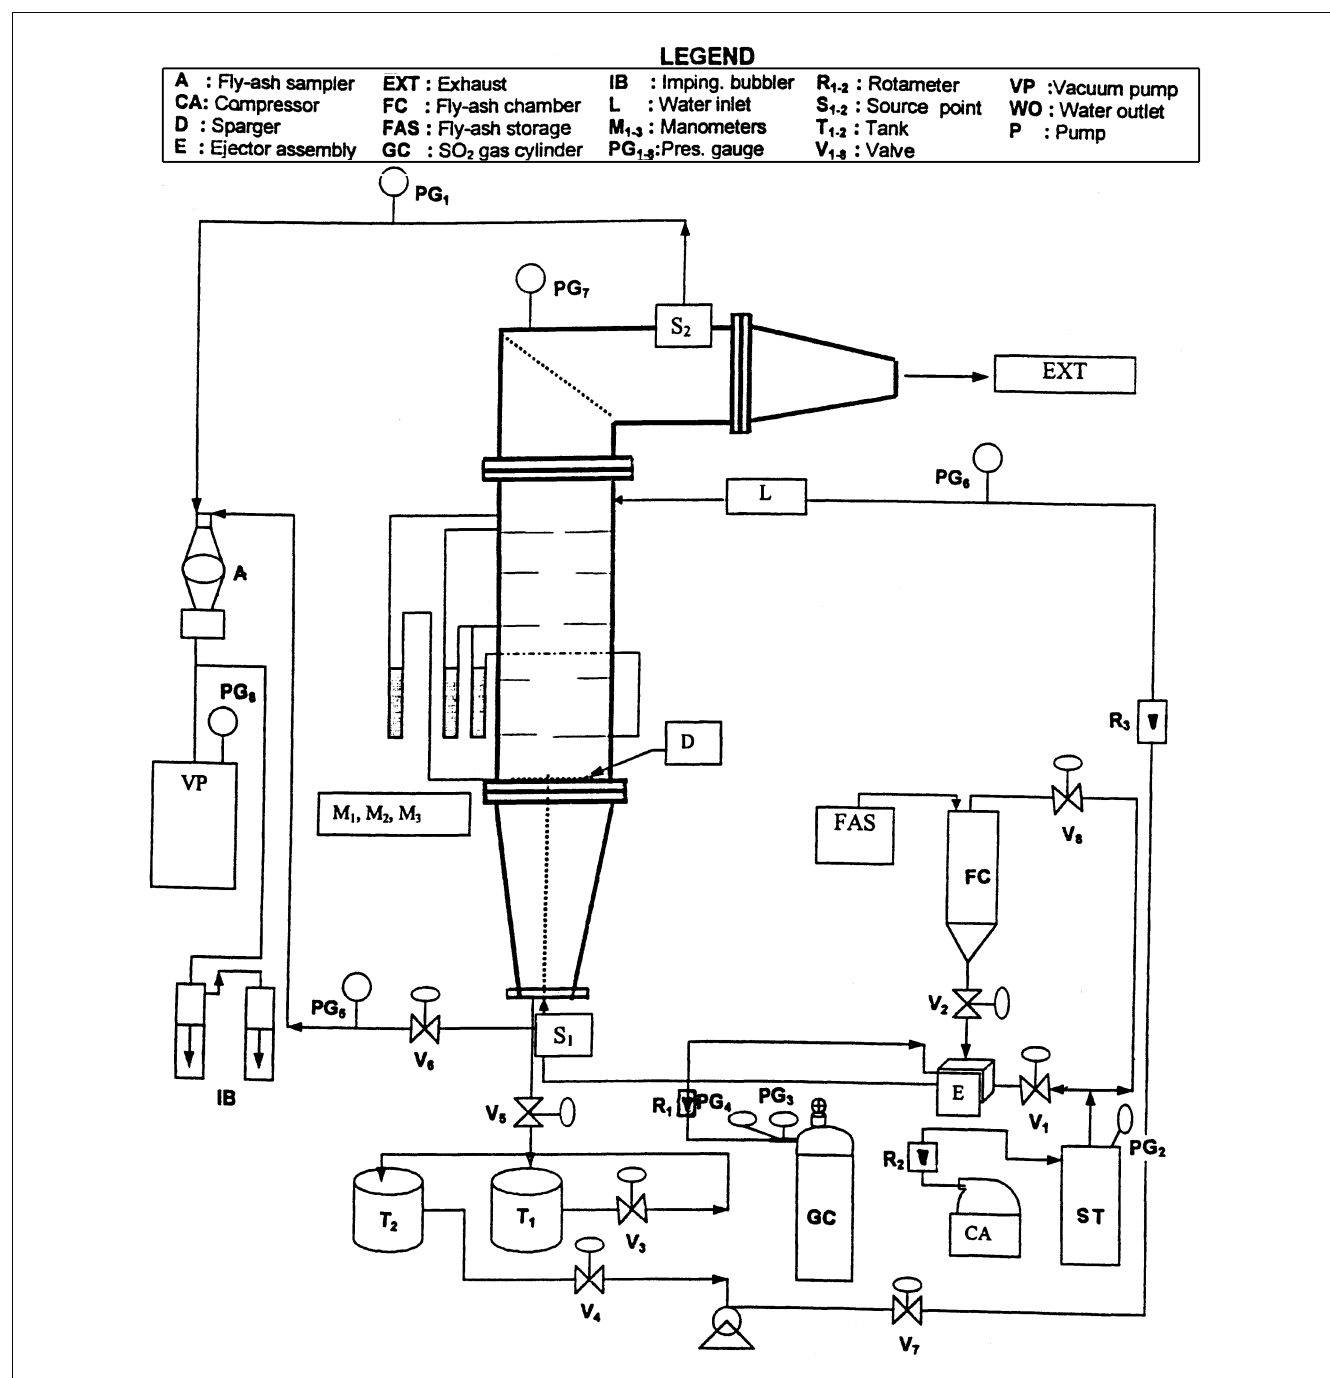 LEGEND
A : Fly-ash sampler EXT : Exhaust IB : Imping. bubbler R1-2 : Rotameter VP :Vacuum pump
CA: Compressor FC : Fly-ash chamber L : Water inlet S1-2 : Source point WO : Water outlet
D : Sparger FAS : Fly-ash storage M1-3 : Manometers T1-2 : Tank P : Pump
E : Ejector assembly GC : SO2 gas cylinder PG1-8:Pres. gauge V1-8 : Valve
PG1
PG7
S2
EXT
PG6
L
A
PG8
R3
D
VP
M1, M2, M3
FAS
V8
FC
PG5
V2
V6
S1
IB
E
V1
R1
PG4
PG3
V5
PG2
R2
T2
T1
GC
CA
ST
V3
V4
V7